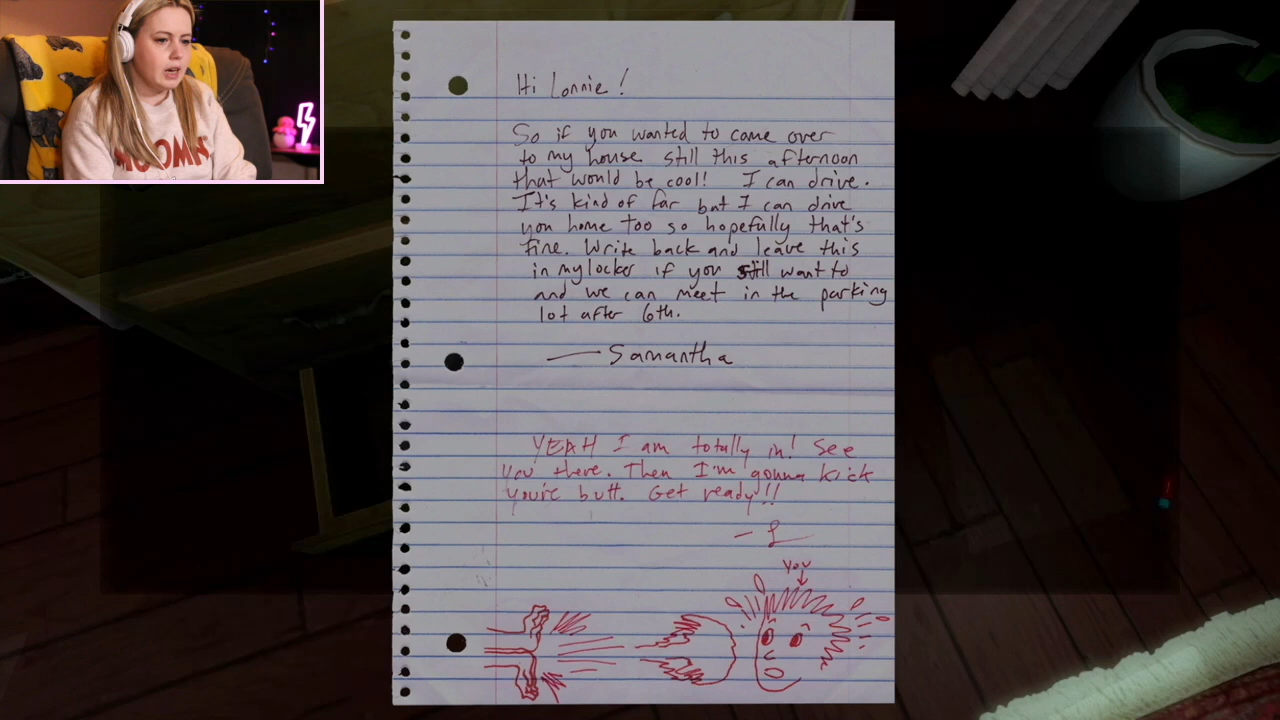 Hi Lonnie!
So if you wanted to come over
to my house still this afternoon
that would be cool! I can drive.
It's kind of far but I can drive
you home too so hopefully that's
fine. Write back and leave this
in my locker if you still want to
and we can meet in the parking
lot after 6th.
— Samantha
YEAH I am totally in! See
you there. Then I'm gonna kick
you're butt. Get ready!!
- L
you